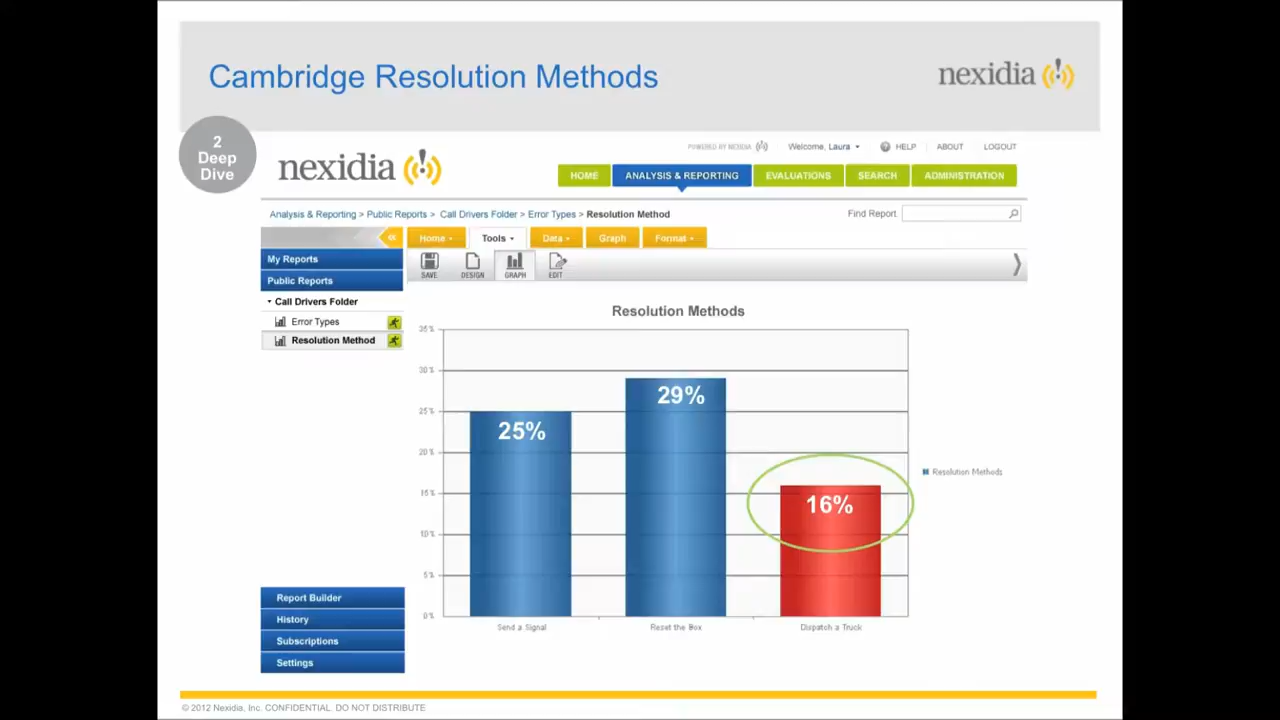 Cambridge Resolution Methods
nexidia
2
Deep
Dive
nexidia
POWERED BY NEXIDIA
Welcome, Laura
HELP
ABOUT
LOGOUT
HOME
ANALYSIS & REPORTING
EVALUATIONS
SEARCH
ADMINISTRATION
Analysis & Reporting > Public Reports > Call Drivers Folder > Error Types > Resolution Method
Find Report
Home
Tools
Data
Graph
Format
My Reports
Public Reports
Call Drivers Folder
Error Types
Resolution Method
SAVE
DESIGN
GRAPH
EDIT
Resolution Methods
35%
30%
25%
20%
15%
10%
5%
0%
25%
29%
16%
Send a Signal
Reset the Box
Dispatch a Truck
Resolution Methods
Report Builder
History
Subscriptions
Settings
© 2012 Nexidia, Inc. CONFIDENTIAL DO NOT DISTRIBUTE